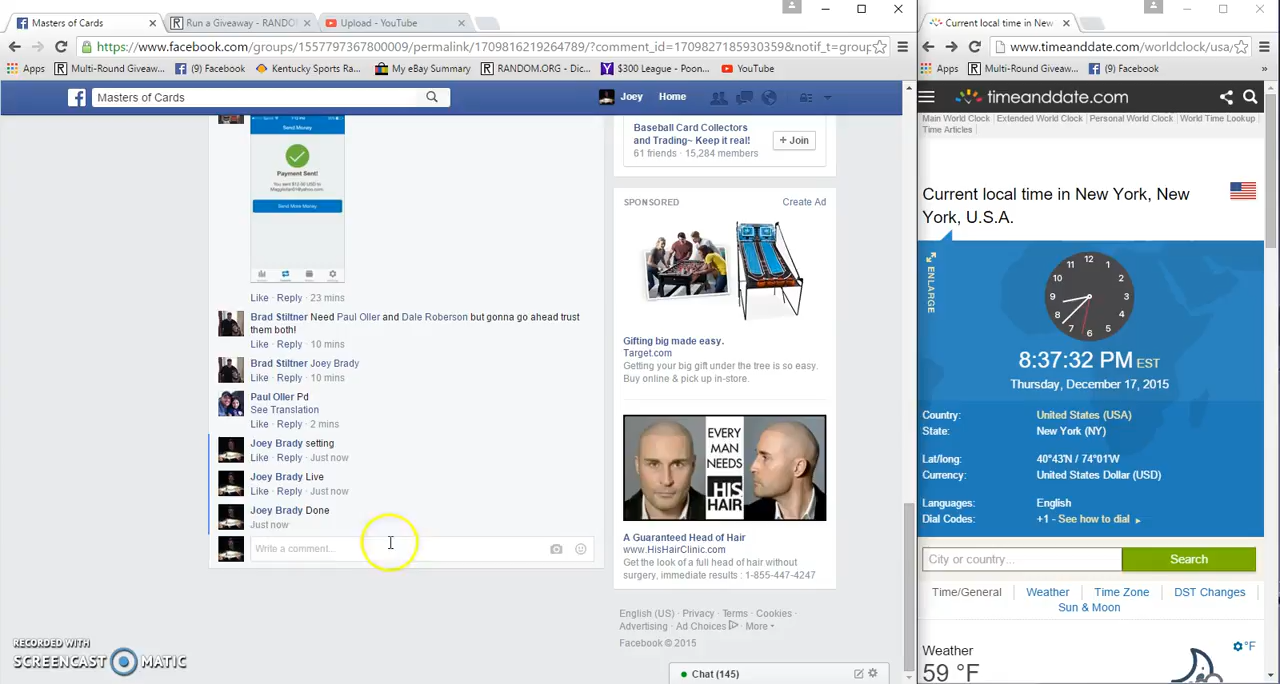 Masters of Cards
Run a Giveaway - RANDO
Upload - YouTube
https://www.facebook.com/groups/1557797367800009/permalink/1709816219264789/?comment_id=1709827185930359&notif_t=group
Apps
Multi-Round Giveaw...
(9) Facebook
Kentucky Sports Ra...
My eBay Summary
RANDOM.ORG - Dic...
$300 League - Poon...
YouTube
Masters of Cards
Joey
Home
Send Money
Payment Sent!
Send More Money
Like · Reply · 23 mins
Brad Stiltner Need Paul Oller and Dale Roberson but gonna go ahead trust
them both!
Like · Reply · 10 mins
Brad Stiltner Joey Brady
Like · Reply · 10 mins
Paul Oller Pd
See Translation
Like · Reply · 2 mins
Joey Brady setting
Like · Reply · Just now
Joey Brady Live
Like · Reply · Just now
Joey Brady Done
Just now
Write a comment...
Baseball Card Collectors
and Trading~ Keep it real!
61 friends · 15,284 members
+ Join
SPONSORED
Create Ad
Gifting big made easy.
Target.com
Getting your big gift under the tree is so easy.
Buy online & pick up in-store.
EVERY
MAN
NEEDS
HIS
HAIR
A Guaranteed Head of Hair
www.HisHairClinic.com
Get the look of a full head of hair without
surgery, immediate results : 1-855-447-4247
English (US) · Privacy · Terms · Cookies ·
Advertising · Ad Choices · More
Facebook © 2015
Chat (145)
RECORDED WITH
SCREENCAST MATIC
Current local time in New
www.timeanddate.com/worldclock/usa/
Apps
Multi-Round Giveaw...
(9) Facebook
»
timeanddate.com
Main World Clock
Extended World Clock
Personal World Clock
World Time Lookup
Time Articles
Current local time in New York, New
York, U.S.A.
ENLARGE
12
1
2
3
4
5
6
7
8
9
10
11
8:37:32 PM EST
Thursday, December 17, 2015
Country: United States (USA)
State: New York (NY)
Lat/long: 40°43'N / 74°01'W
Currency: United States Dollar (USD)
Languages: English
Dial Codes: +1 - See how to dial
City or country...
Search
Time/General
Weather
Time Zone
DST Changes
Sun & Moon
Weather
°F
59 °F